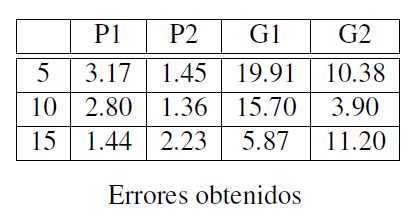 P1 P2 G1 G2
5 3.17 1.45 19.91 10.38
10 2.80 1.36 15.70 3.90
15 1.44 2.23 5.87 11.20
Errores obtenidos